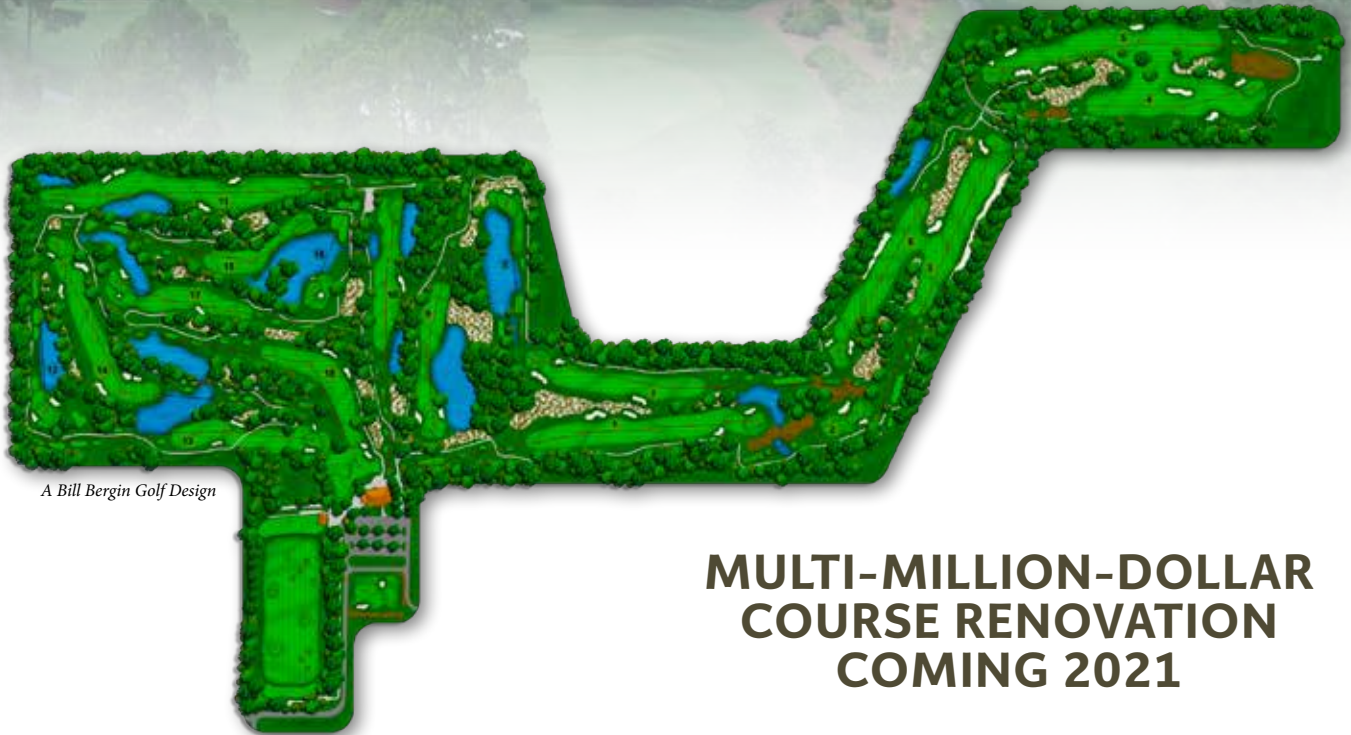 A Bill Bergin Golf Design
MULTI-MILLION-DOLLAR
COURSE RENOVATION
COMING 2021